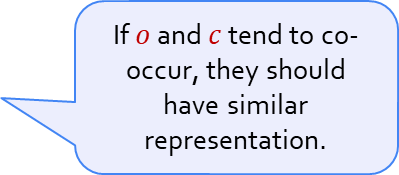 If o and c tend to co-
occur, they should
have similar
representation.